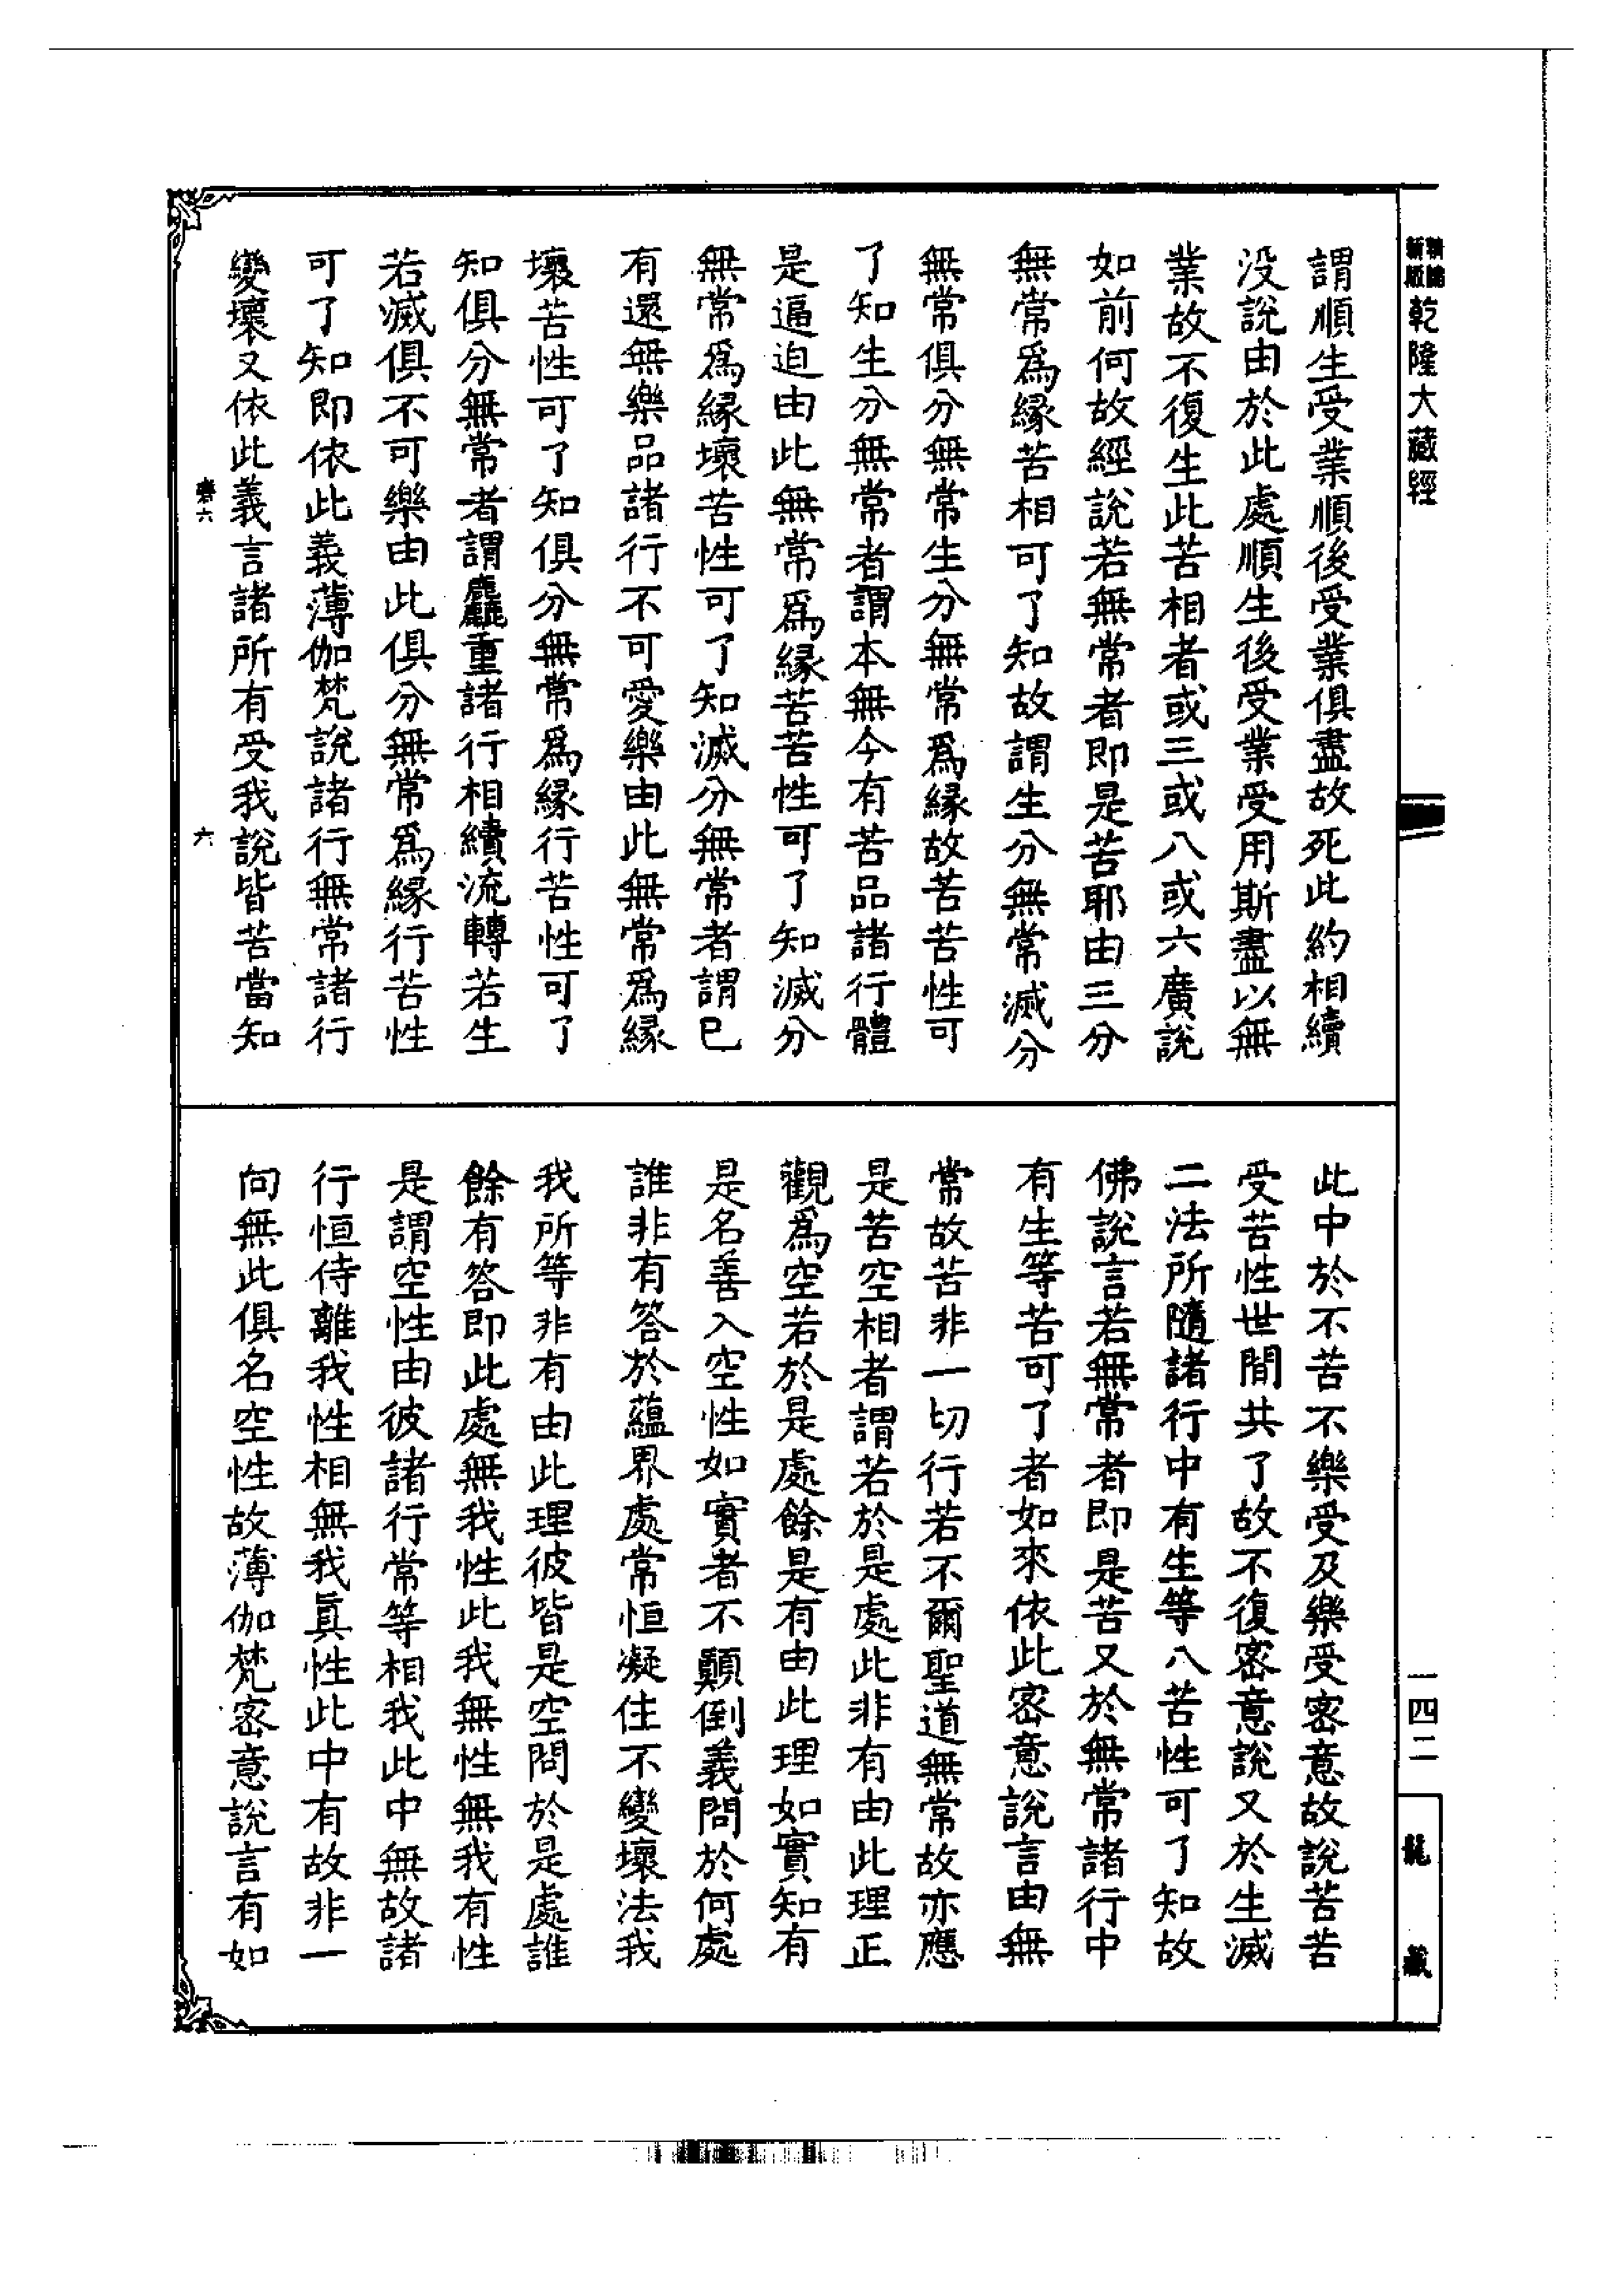 新版
乾隆大藏經
謂順生受業順後受業俱盡故死此約相續
没說由於此處順生後受業受用斯盡以無
業故不復生此苦相者或三或八或六廣說
如前何故經說若無常者即是苦耶由三分
無常爲緣苦相可了知故謂生分無常滅分
無常俱分無常生分無常爲緣故苦苦性可
了知生分無常者謂本無今有苦品諸行體
是逼迫由此無常爲緣苦苦性可了知滅分
無常爲緣壞苦性可了知滅分無常者謂已
有還無樂品諸行不可愛樂由此無常爲緣
壞苦性可了知俱分無常爲緣行苦性可了
知俱分無常者謂麤重諸行相續流轉若生
若滅俱不可樂由此俱分無常爲緣行苦性
可了知即依此義薄伽梵說諸行無常諸行
變壞又依此義言諸所有受我說皆苦當知
六
此中於不苦不樂受及樂受密意故說苦苦
受苦性世間共了故不復密意說又於生滅
二法所隨諸行中有生等八苦性可了知故
佛說言若無常者即是苦又於無常諸行中
有生等苦可了者如來依此密意說言由無
常故苦非一切行若不爾聖道無常故亦應
是苦空相者謂若於是處此非有由此理正
觀爲空若於是處餘是有由此理如實知有
是名善入空性如實者不顛倒義問於何處
誰非有答於蘊界處常恒凝住不變壞法我
我所等非有由此理彼皆是空問於是處誰
餘有答即此處無我性此我無性無我有性
是謂空性由彼諸行常等相我此中無故諸
行恒侍離我性相無我真性此中有故非一
向無此俱名空性故薄伽梵密意說言有如
一四二
龍藏